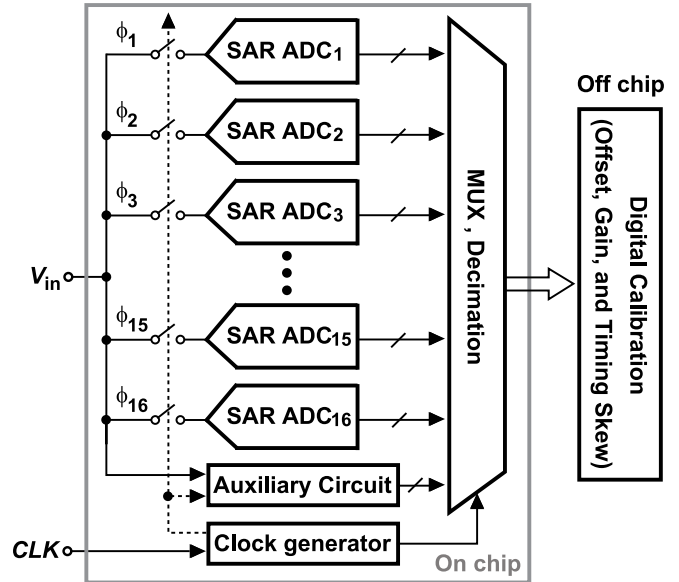 ϕ1
SAR ADC1
ϕ2
SAR ADC2
ϕ3
SAR ADC3
Vin
ϕ15
SAR ADC15
ϕ16
SAR ADC16
Auxiliary Circuit
CLK
Clock generator
MUX , Decimation
On chip
Off chip
Digital Calibration
(Offset, Gain, and Timing Skew)